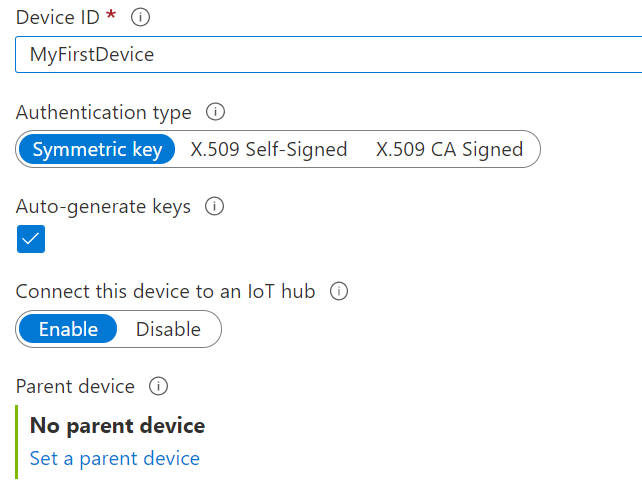 Device ID *
MyFirstDevice
Authentication type
Symmetric key X.509 Self-Signed X.509 CA Signed
Auto-generate keys
Connect this device to an IoT hub
Enable Disable
Parent device
No parent device
Set a parent device